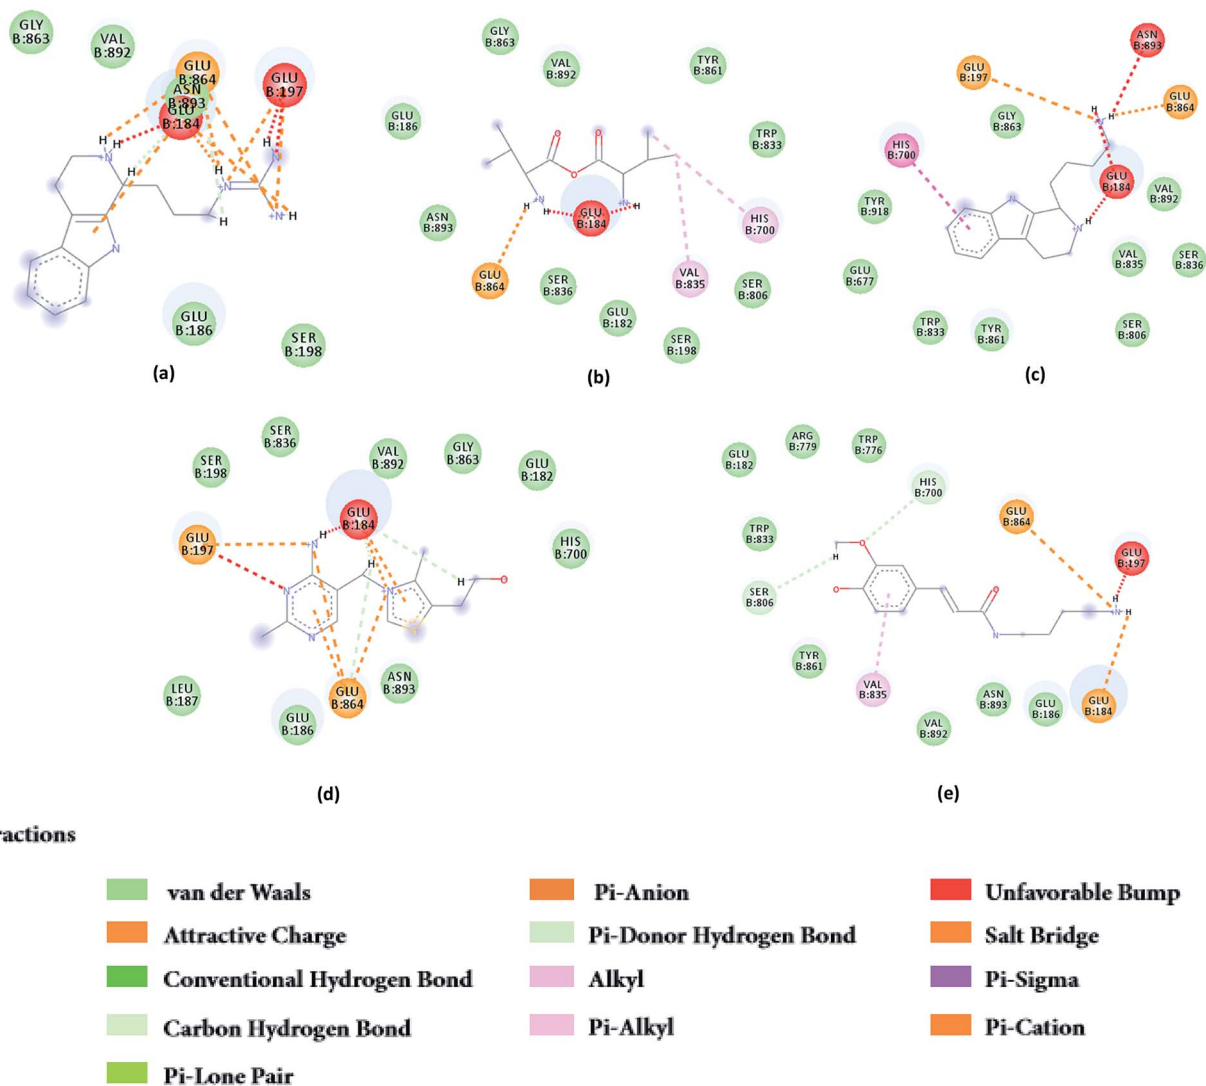 GLY
B:863
VAL
B:892
GLU
B:864
ASN
B:893
GLU
B:184
GLU
B:197
GLU
B:186
SER
B:198
(a)
GLY
B:863
VAL
B:892
TYR
B:861
GLU
B:186
TRP
B:833
ASN
B:893
GLU
B:184
HIS
B:700
GLU
B:864
SER
B:836
VAL
B:835
SER
B:806
GLU
B:182
SER
B:198
(b)
ASN
B:893
GLU
B:197
GLU
B:864
GLY
B:863
HIS
B:700
GLU
B:184
VAL
B:892
TYR
B:918
VAL
B:835
SER
B:836
GLU
B:677
TRP
B:833
TYR
B:861
SER
B:806
(c)
SER
B:836
SER
B:198
VAL
B:892
GLY
B:863
GLU
B:182
GLU
B:184
GLU
B:197
HIS
B:700
LEU
B:187
GLU
B:186
GLU
B:864
ASN
B:893
(d)
GLU
B:182
ARG
B:779
TRP
B:776
HIS
B:700
GLU
B:864
TRP
B:833
GLU
B:197
SER
B:806
TYR
B:861
VAL
B:835
ASN
B:893
GLU
B:186
GLU
B:184
VAL
B:892
(e)
ractions
van der Waals
Attractive Charge
Conventional Hydrogen Bond
Carbon Hydrogen Bond
Pi-Lone Pair
Pi-Anion
Pi-Donor Hydrogen Bond
Alkyl
Pi-Alkyl
Unfavorable Bump
Salt Bridge
Pi-Sigma
Pi-Cation